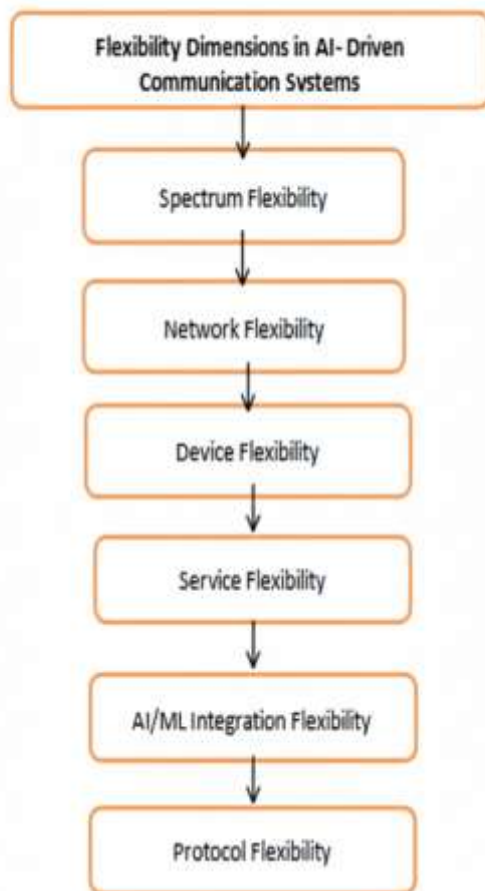 Flexibility Dimensions in AI- Driven
Communication Systems
Spectrum Flexibility
Network Flexibility
Device Flexibility
Service Flexibility
AI/ML Integration Flexibility
Protocol Flexibility